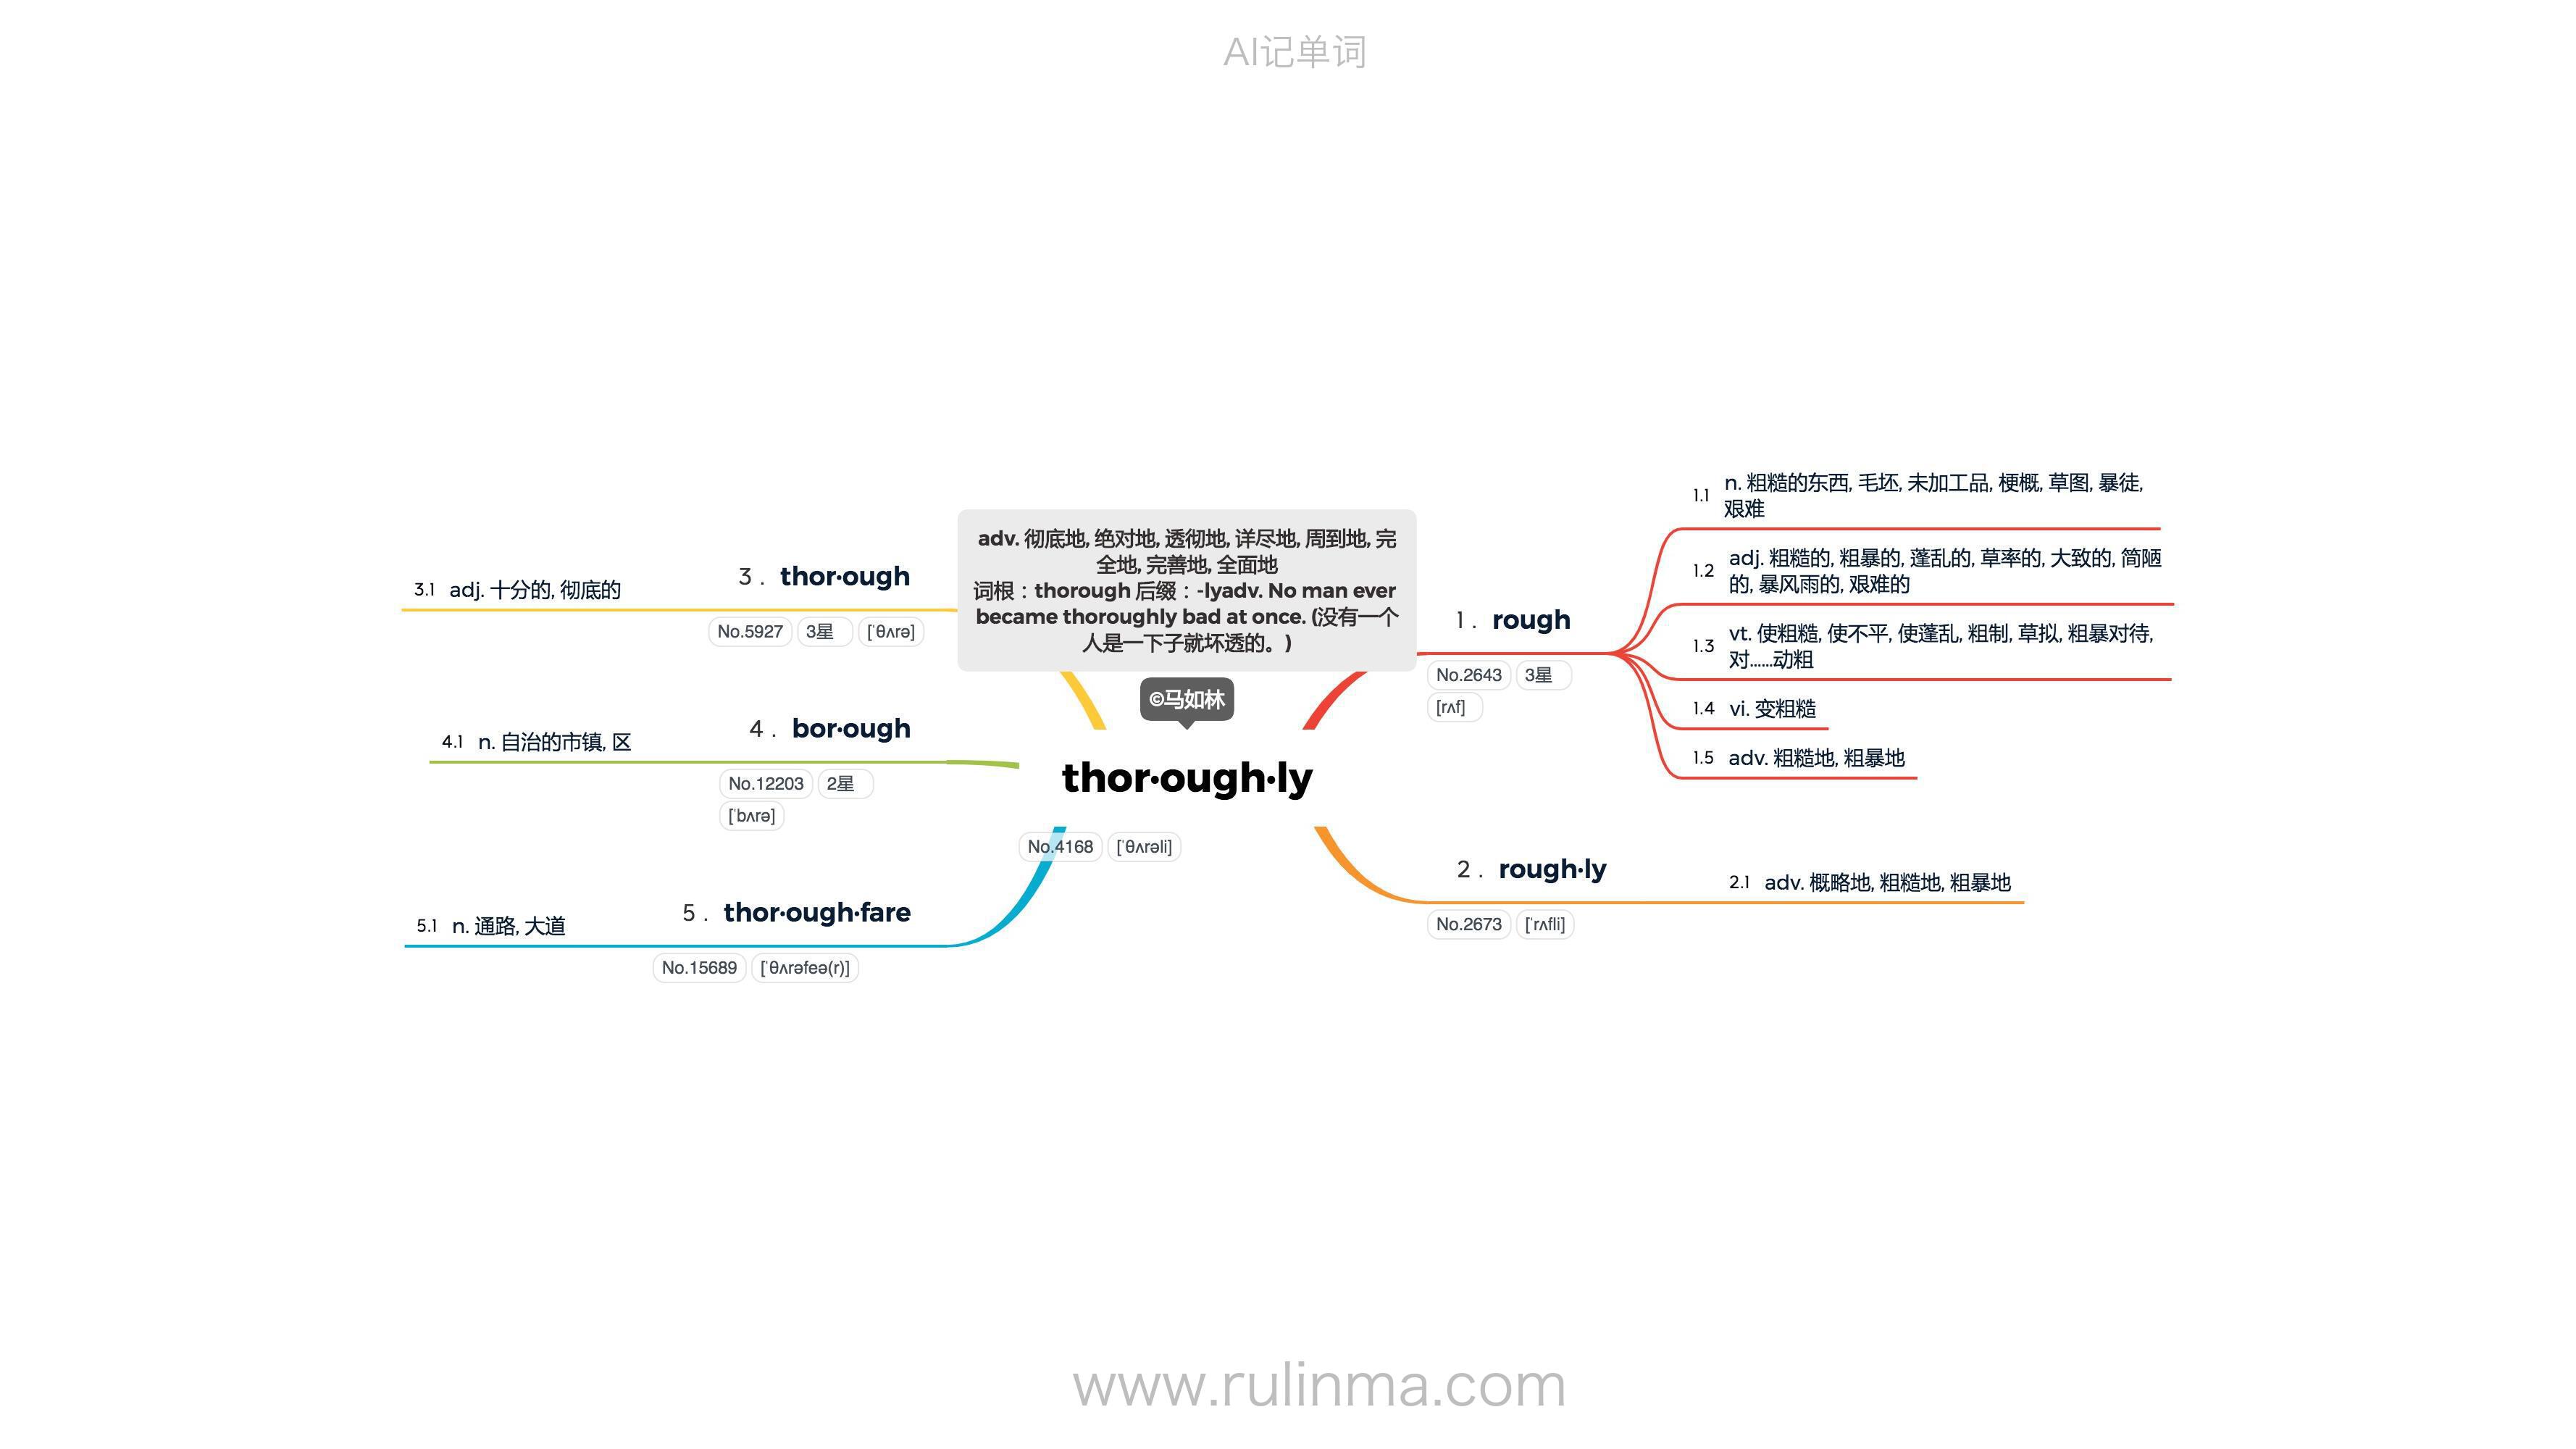 AI记单词
adv. 彻底地, 绝对地, 透彻地, 详尽地, 周到地, 完
全地, 完善地, 全面地
词根：thorough 后缀：-lyadv. No man ever
became thoroughly bad at once. (没有一个
人是一下子就坏透的。)
©马如林
thor·ough·ly
No.4168 ['θʌrəli]
1. rough
No.2643 3星
[rʌf]
1.1 n. 粗糙的东西, 毛坯, 未加工品, 梗概, 草图, 暴徒,
艰难
1.2 adj. 粗糙的, 粗暴的, 蓬乱的, 草率的, 大致的, 简陋
的, 暴风雨的, 艰难的
1.3 vt. 使粗糙, 使不平, 使蓬乱, 粗制, 草拟, 粗暴对待,
对......动粗
1.4 vi. 变粗糙
1.5 adv. 粗糙地, 粗暴地
2. rough·ly
No.2673 ['rʌfli]
2.1 adv. 概略地, 粗糙地, 粗暴地
3. thor·ough
No.5927 3星 ['θʌrə]
3.1 adj. 十分的, 彻底的
4. bor·ough
No.12203 2星
['bʌrə]
4.1 n. 自治的市镇, 区
5. thor·ough·fare
No.15689 ['θʌrəfeə(r)]
5.1 n. 通路, 大道
www.rulinma.com